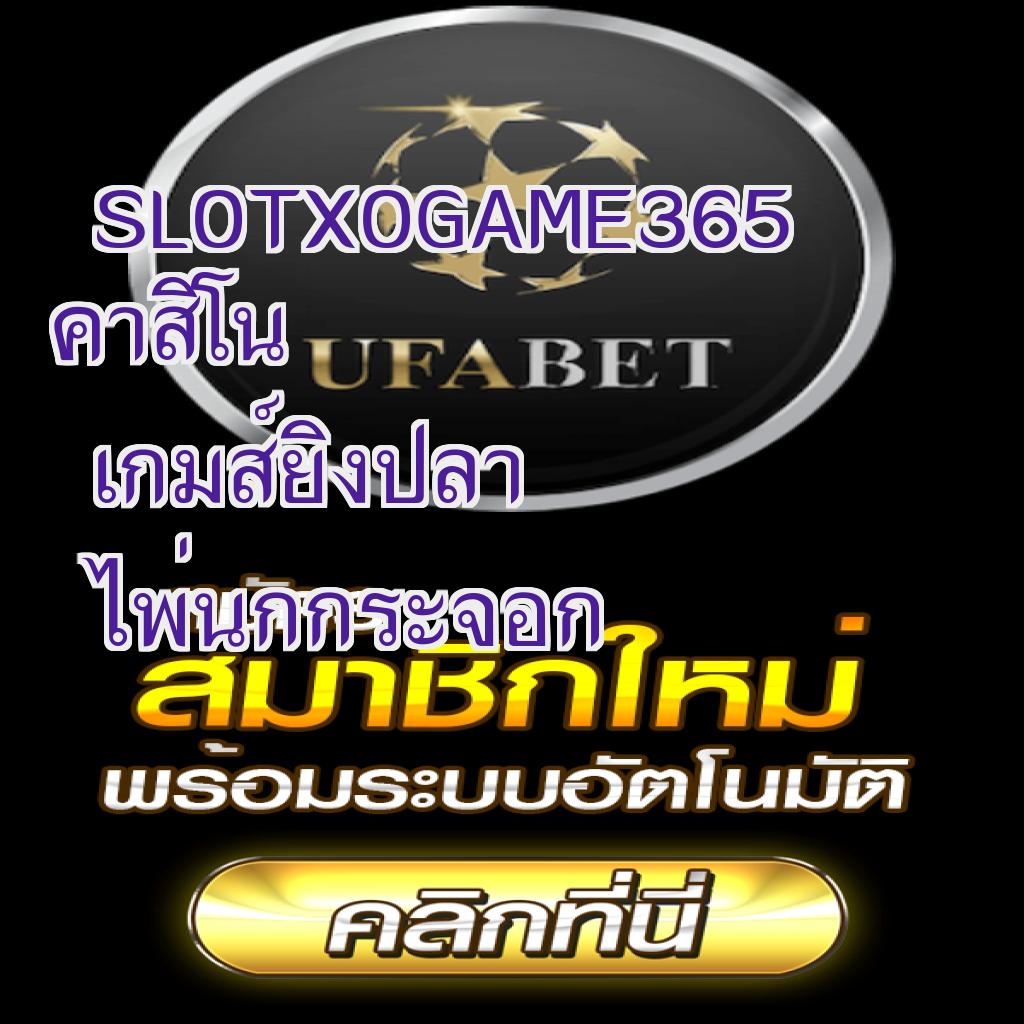 SLOTXOGAME365
คาสิโน
UFABET
เกมส์ยิงปลา
ไพ่นกกระจอก
สมาชิกใหม่
พร้อมระบบอัตโนมัติ
คลิกที่นี่